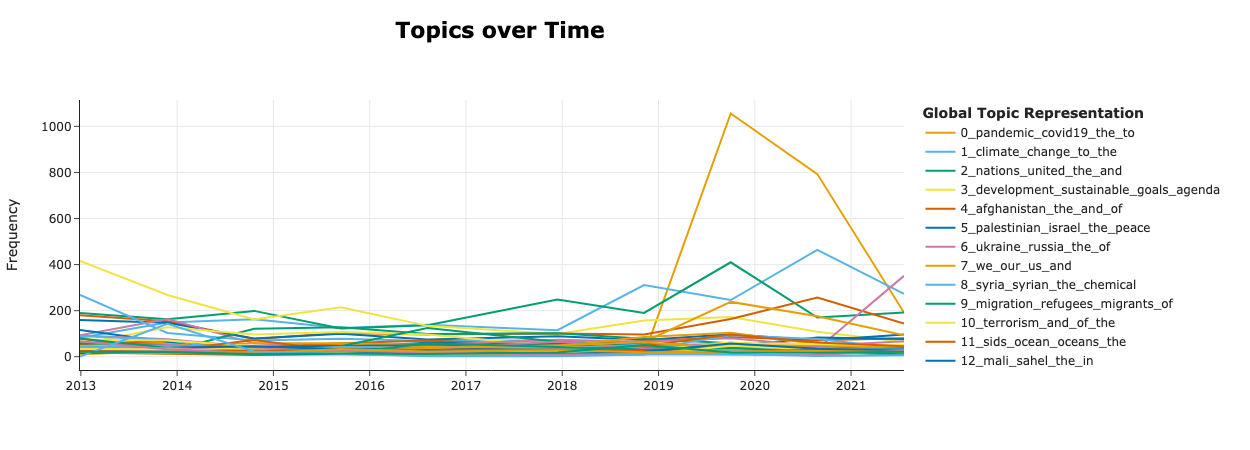 Topics over Time
Global Topic Representation
0_pandemic_covid19_the_to
1_climate_change_to_the
2_nations_united_the_and
3_development_sustainable_goals_agenda
4_afghanistan_the_and_of
5_palestinian_israel_the_peace
6_ukraine_russia_the_of
7_we_our_us_and
8_syria_syrian_the_chemical
9_migration_refugees_migrants_of
10_terrorism_and_of_the
11_sids_ocean_oceans_the
12_mali_sahel_the_in
Frequency
1000
800
600
400
200
0
2013 2014 2015 2016 2017 2018 2019 2020 2021